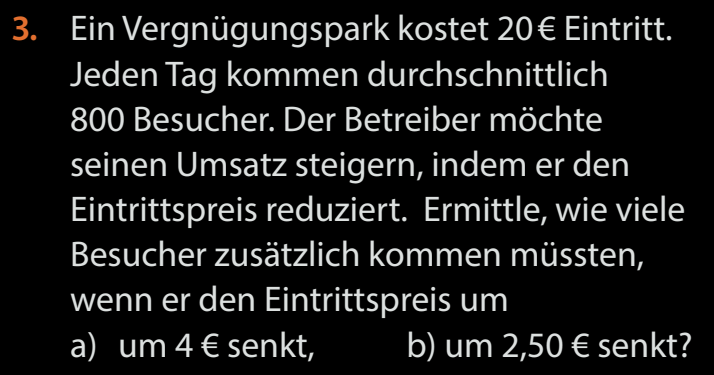 3. Ein Vergnügungspark kostet 20 € Eintritt.
Jeden Tag kommen durchschnittlich
800 Besucher. Der Betreiber möchte
seinen Umsatz steigern, indem er den
Eintrittspreis reduziert. Ermittle, wie viele
Besucher zusätzlich kommen müssten,
wenn er den Eintrittspreis um
a) um 4 € senkt, b) um 2,50 € senkt?